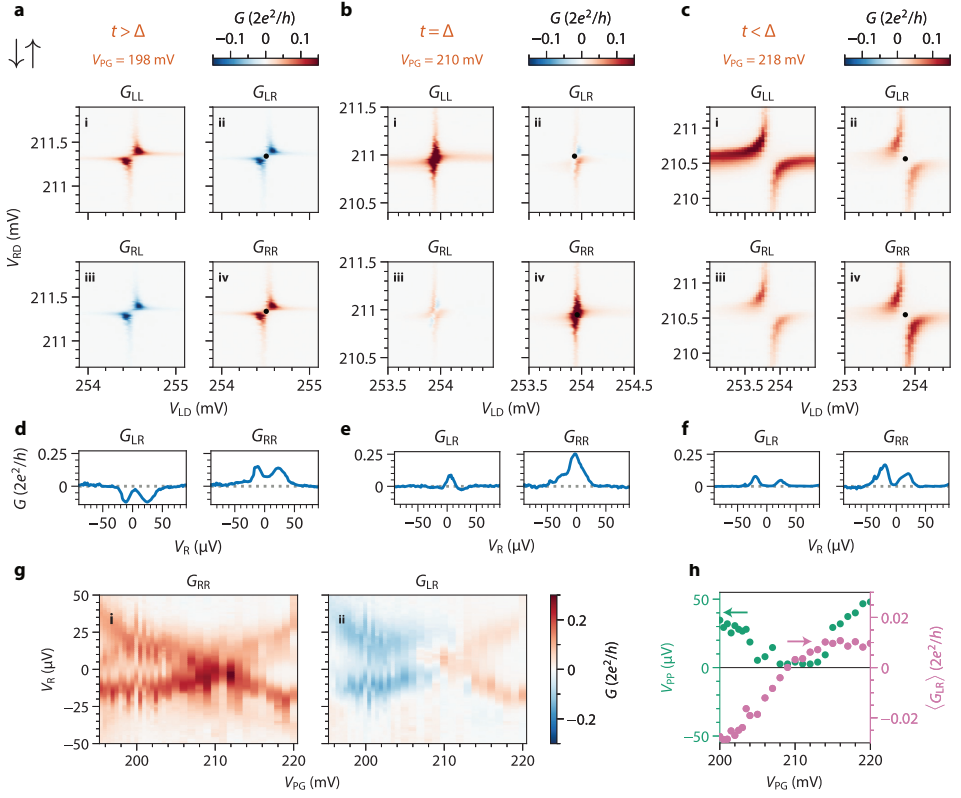 a
b
c
↓↑
t > Δ
G (2e²/h)
t = Δ
G (2e²/h)
t < Δ
G (2e²/h)
V_PG = 198 mV
−0.1 0 0.1
V_PG = 210 mV
−0.1 0 0.1
V_PG = 218 mV
−0.1 0 0.1
G_LL
G_LR
G_LL
G_LR
G_LL
G_LR
i
ii
i
ii
i
ii
211.5
211
211.5
211
210.5
211
210.5
210
V_RD (mV)
G_RL
G_RR
G_RL
G_RR
G_RL
G_RR
iii
iv
iii
iv
iii
iv
211.5
211
211.5
211
210.5
211
210.5
210
254 255
254 255
253.5 254
253.5 254 254.5
253.5 254
253 254
V_LD (mV)
V_LD (mV)
V_LD (mV)
d
e
f
G_LR
G_RR
G_LR
G_RR
G_LR
G_RR
G (2e²/h)
0.25
0
0.25
0
0.25
0
−50 0 50
−50 0 50
−50 0 50
−50 0 50
−50 0 50
−50 0 50
V_R (µV)
V_R (µV)
V_R (µV)
g
G_RR
G_LR
i
ii
V_R (µV)
50
25
0
−25
−50
200 210 220
200 210 220
V_PG (mV)
0.2
0
−0.2
G (2e²/h)
h
V_PP (µV)
50
0
−50
200 210 220
V_PG (mV)
0.02
0
−0.02
⟨G_LR⟩ (2e²/h)